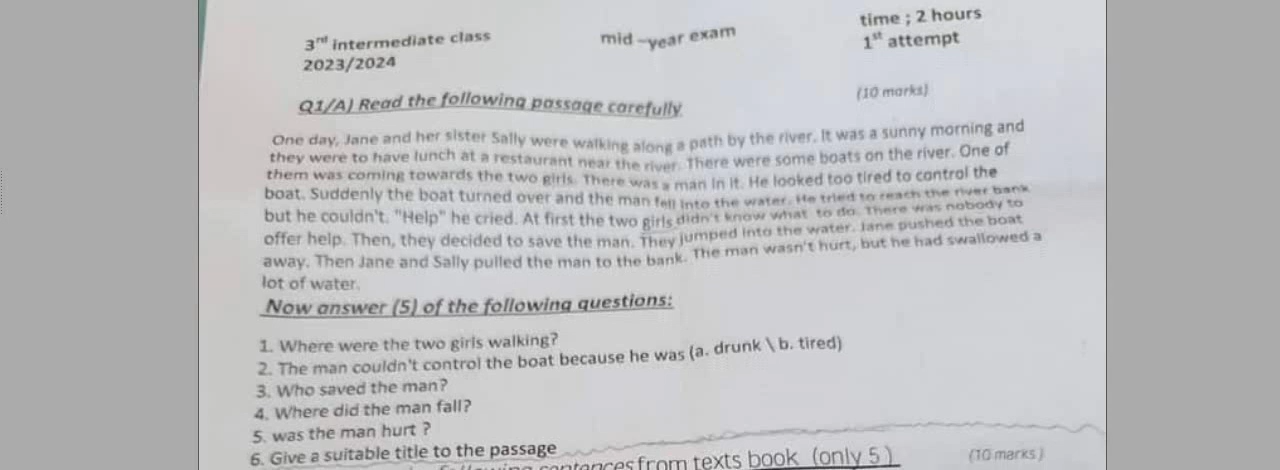 3rd intermediate class mid -year exam time ; 2 hours
2023/2024 1st attempt
Q1/A) Read the following passage carefully (10 marks)
One day, Jane and her sister Sally were walking along a path by the river. It was a sunny morning and
they were to have lunch at a restaurant near the river. There were some boats on the river. One of
them was coming towards the two girls. There was a man in it. He looked too tired to control the
boat. Suddenly the boat turned over and the man fell into the water. He tried to reach the river bank
but he couldn't. "Help" he cried. At first the two girls didn't know what to do. There was nobody to
offer help. Then, they decided to save the man. They jumped into the water. Jane pushed the boat
away. Then Jane and Sally pulled the man to the bank. The man wasn't hurt, but he had swallowed a
lot of water.
Now answer (5) of the following questions:
1. Where were the two girls walking?
2. The man couldn't control the boat because he was (a. drunk \ b. tired)
3. Who saved the man?
4. Where did the man fall?
5. was the man hurt ?
6. Give a suitable title to the passage
sentences from texts book (only 5) (10 marks)